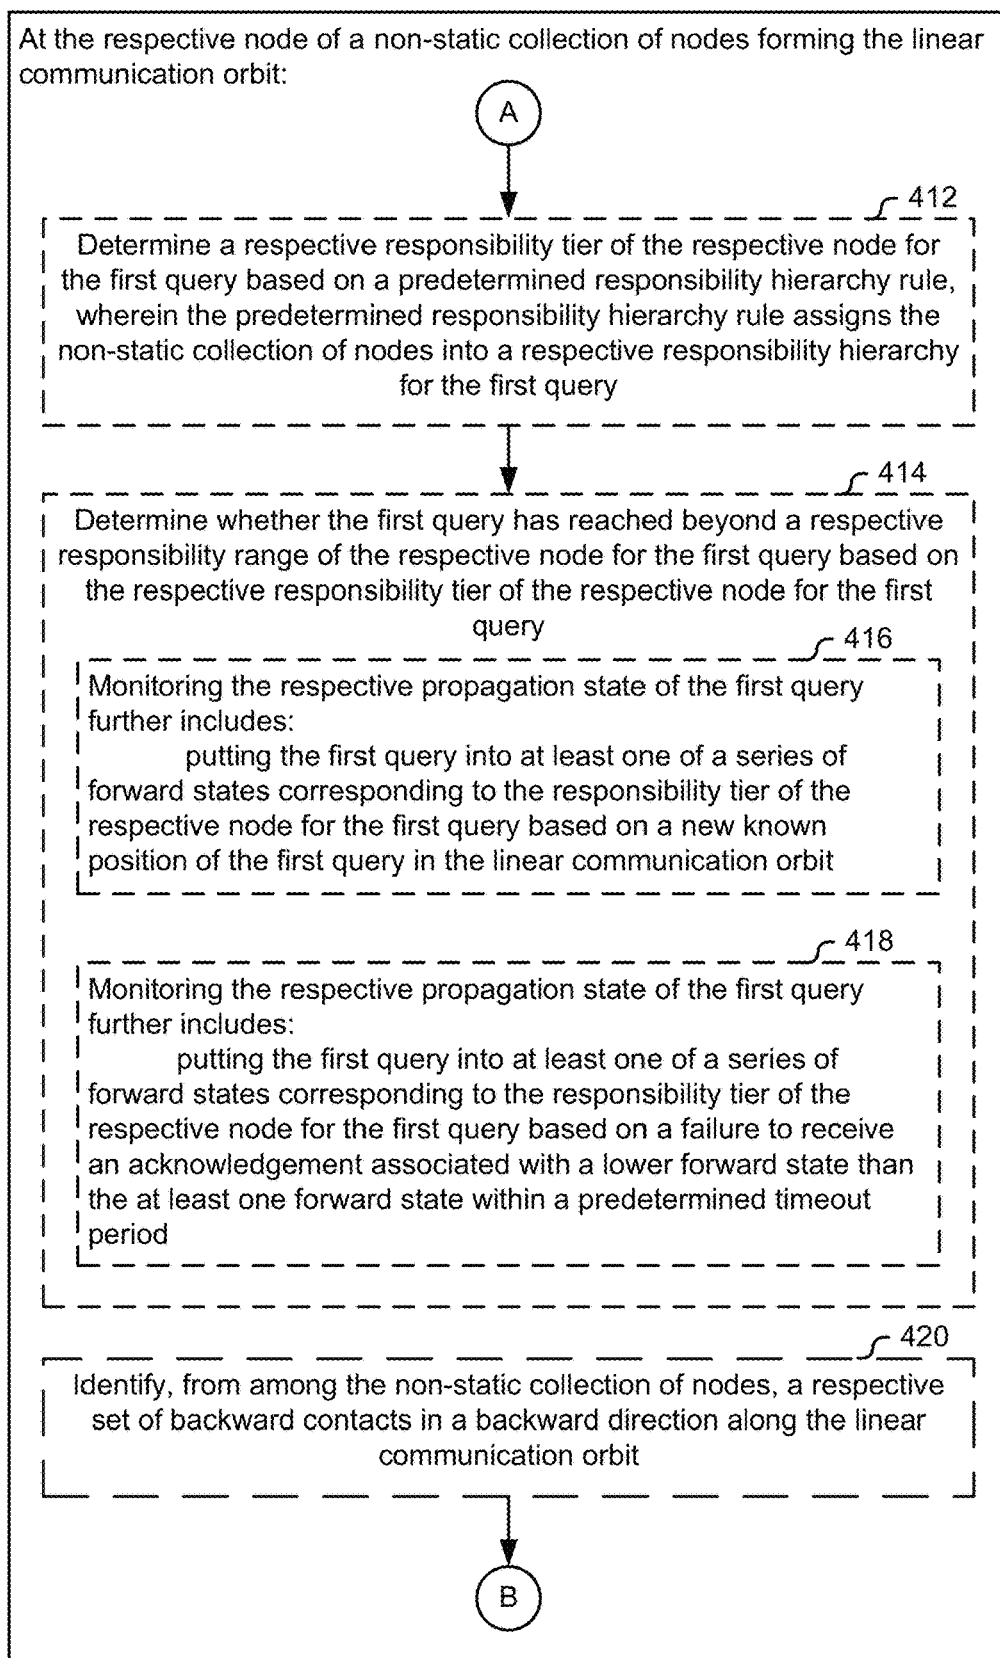 At the respective node of a non-static collection of nodes forming the linear
communication orbit:
A
412
Determine a respective responsibility tier of the respective node for
the first query based on a predetermined responsibility hierarchy rule,
wherein the predetermined responsibility hierarchy rule assigns the
non-static collection of nodes into a respective responsibility hierarchy
for the first query
414
Determine whether the first query has reached beyond a respective
responsibility range of the respective node for the first query based on
the respective responsibility tier of the respective node for the first
query
416
Monitoring the respective propagation state of the first query
further includes:
putting the first query into at least one of a series of
forward states corresponding to the responsibility tier of the
respective node for the first query based on a new known
position of the first query in the linear communication orbit
418
Monitoring the respective propagation state of the first query
further includes:
putting the first query into at least one of a series of
forward states corresponding to the responsibility tier of the
respective node for the first query based on a failure to receive
an acknowledgement associated with a lower forward state than
the at least one forward state within a predetermined timeout
period
420
Identify, from among the non-static collection of nodes, a respective
set of backward contacts in a backward direction along the linear
communication orbit
B